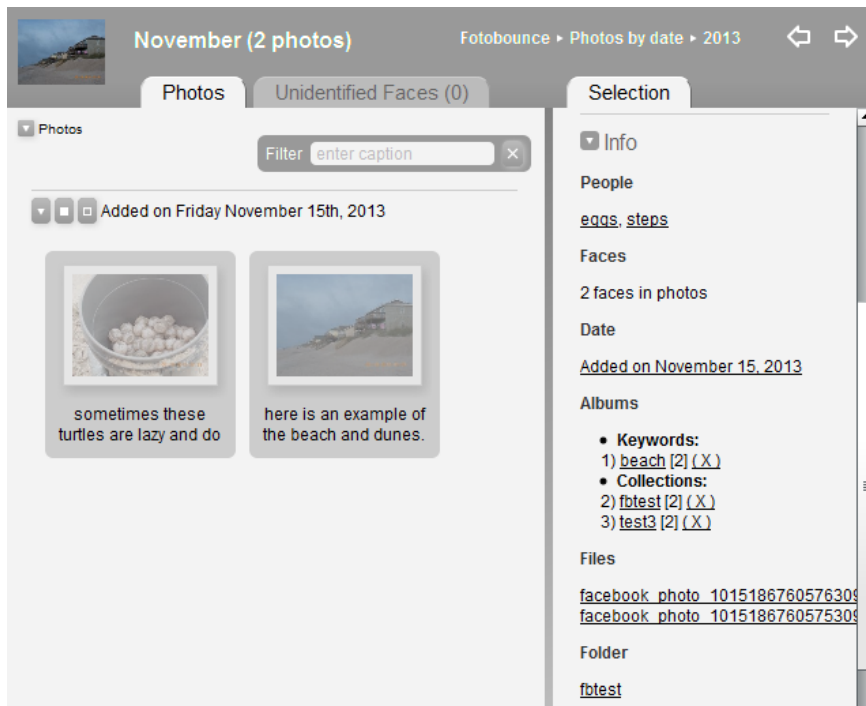 November (2 photos)
Fotobounce ▸ Photos by date ▸ 2013
Photos
Unidentified Faces (0)
Selection
Photos
Filter enter caption
Added on Friday November 15th, 2013
sometimes these
turtles are lazy and do
here is an example of
the beach and dunes.
Info
People
eggs, steps
Faces
2 faces in photos
Date
Added on November 15, 2013
Albums
• Keywords:
1) beach [2] ( X )
• Collections:
2) fbtest [2] ( X )
3) test3 [2] ( X )
Files
facebook_photo_1015186760576309
facebook_photo_1015186760575309
Folder
fbtest